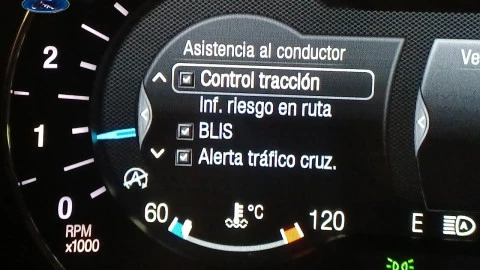 Asistencia al conductor
Control tracción
Inf. riesgo en ruta
BLIS
Alerta tráfico cruz.
2
1
0
RPM
x1000
60 °C 120
E
A
Ve